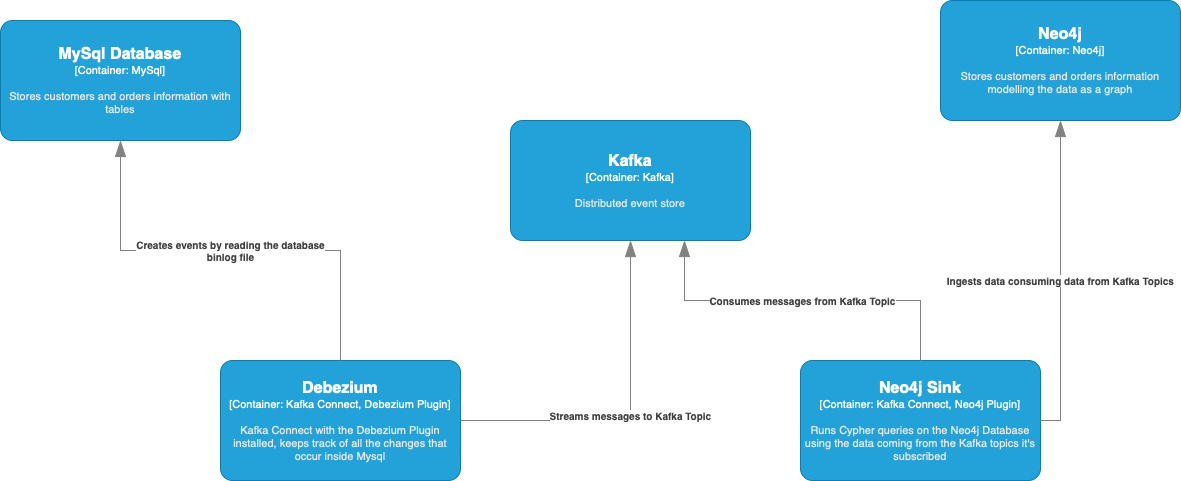 MySql Database
[Container: MySql]
Stores customers and orders information with
tables
Neo4j
[Container: Neo4j]
Stores customers and orders information
modelling the data as a graph
Kafka
[Container: Kafka]
Distributed event store
Creates events by reading the database
binlog file
Ingests data consuming data from Kafka Topics
Consumes messages from Kafka Topic
Debezium
[Container: Kafka Connect, Debezium Plugin]
Kafka Connect with the Debezium Plugin
installed, keeps track of all the changes that
occur inside Mysql
Streams messages to Kafka Topic
Neo4j Sink
[Container: Kafka Connect, Neo4j Plugin]
Runs Cypher queries on the Neo4j Database
using the data coming from the Kafka topics it's
subscribed